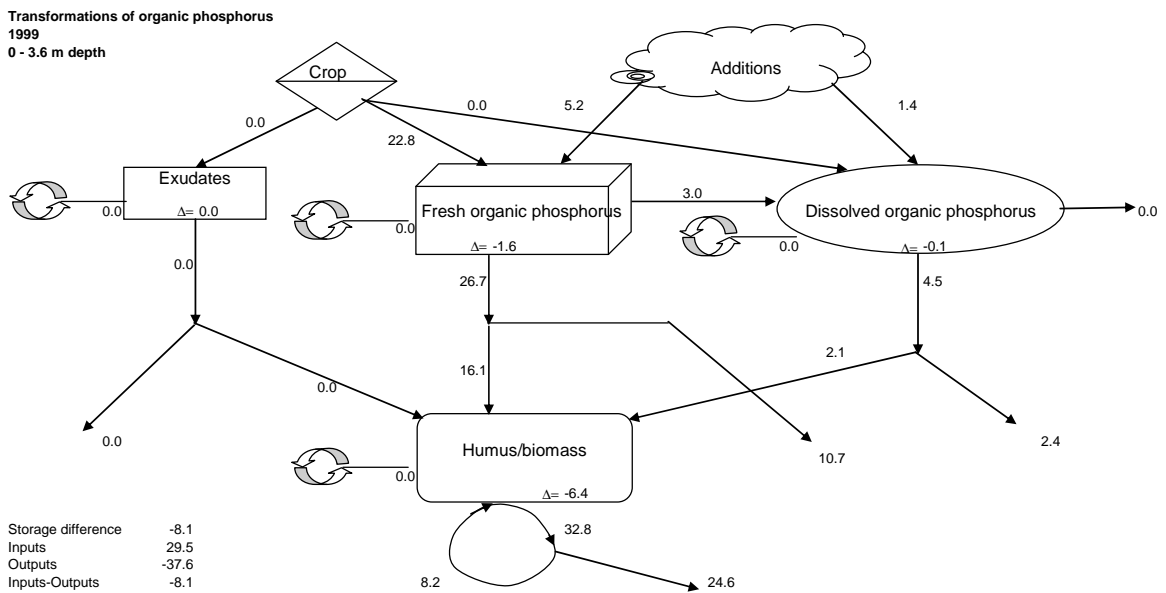 Transformations of organic phosphorus
1999
0 - 3.6 m depth
Crop
Additions
0.0
22.8
0.0
5.2
1.4
Exudates
0.0
Δ= 0.0
Fresh organic phosphorus
0.0
Δ= -1.6
3.0
Dissolved organic phosphorus
0.0
Δ= -0.1
0.0
0.0
26.7
4.5
0.0
16.1
2.1
0.0
Humus/biomass
0.0
Δ= -6.4
10.7
2.4
32.8
8.2
24.6
Storage difference -8.1
Inputs 29.5
Outputs -37.6
Inputs-Outputs -8.1